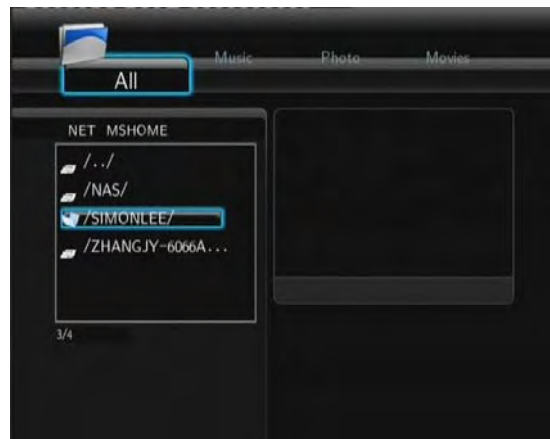 Music Photo Movies
All
NET MSHOME
/../
/NAS/
/SIMONLEE/
/ZHANGJY-6066A...
3/4